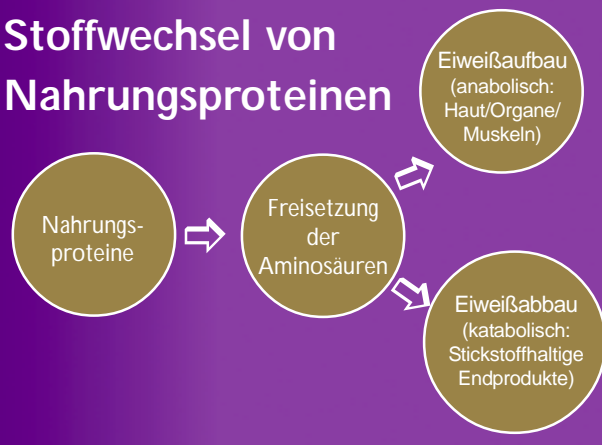 Stoffwechsel von
Nahrungsproteinen
Nahrungs-
proteine
Freisetzung
der
Aminosäuren
Eiweißaufbau
(anabolisch:
Haut/Organe/
Muskeln)
Eiweißabbau
(katabolisch:
Stickstoffhaltige
Endprodukte)